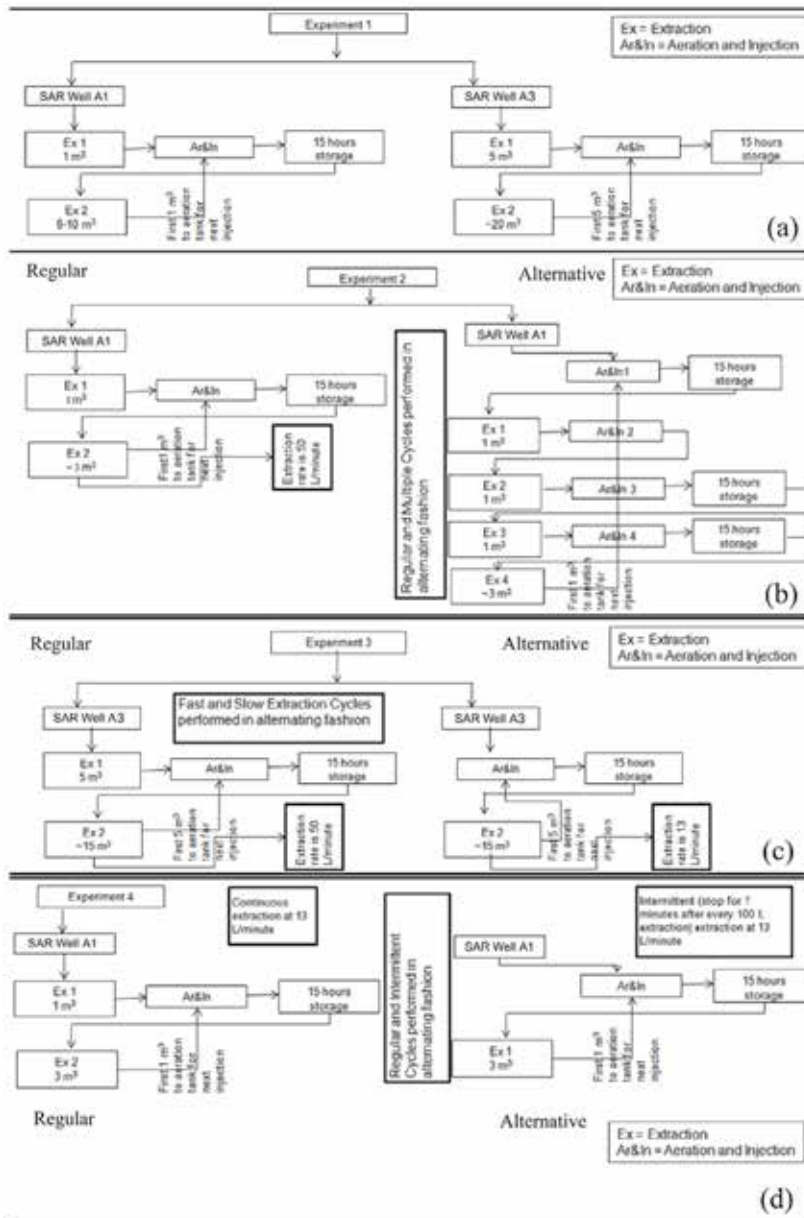 Experiment 1
Ex = Extraction
Ar&In = Aeration and Injection
SAR Well A1
SAR Well A3
Ex 1
1 m³
Ar&In
15 hours
storage
Ex 1
5 m³
Ar&In
15 hours
storage
Ex 2
6-10 m³
First 1 m³
to aeration
tank for
next
injection
Ex 2
~20 m³
First 5 m³
to aeration
tank for
next
injection
(a)
Regular
Alternative
Experiment 2
Ex = Extraction
Ar&In = Aeration and Injection
SAR Well A1
Ex 1
1 m³
Ar&In
15 hours
storage
Ex 2
~3 m³
First 1 m³
to aeration
tank for
next
injection
Extraction
rate is 50
L/minute
Regular and Multiple Cycles performed in
alternating fashion
SAR Well A1
Ar&In1
15 hours
storage
Ex 1
1 m³
Ar&In 2
Ex 2
1 m³
Ar&In 3
15 hours
storage
Ex 3
1 m³
Ar&In 4
15 hours
storage
Ex 4
~3 m³
First 1 m³
to aeration
tank for
next
injection
(b)
Regular
Alternative
Experiment 3
Ex = Extraction
Ar&In = Aeration and Injection
Fast and Slow Extraction Cycles
performed in alternating fashion
SAR Well A3
SAR Well A3
Ex 1
5 m³
Ar&In
15 hours
storage
Ar&In
15 hours
storage
Ex 2
~15 m³
5 m³
to aeration
tank for
next
injection
Extraction
rate is 50
L/minute
Ex 2
~15 m³
5 m³
to aeration
tank for
next
injection
Extraction
rate is 13
L/minute
(c)
Experiment 4
Continuous
extraction at 13
L/minute
Regular and Intermittent
Cycles performed in
alternating fashion
Intermittent (stop for
minutes after every 100 L
extraction) extraction at 13
L/minute
SAR Well A1
SAR Well A1
Ex 1
1 m³
Ar&In
15 hours
storage
Ar&In
15 hours
storage
Ex 2
3 m³
First 1 m³
to aeration
tank for
next
injection
Ex 1
3 m³
First 1 m³
to aeration
tank for
next
injection
Regular
Alternative
Ex = Extraction
Ar&In = Aeration and Injection
(d)